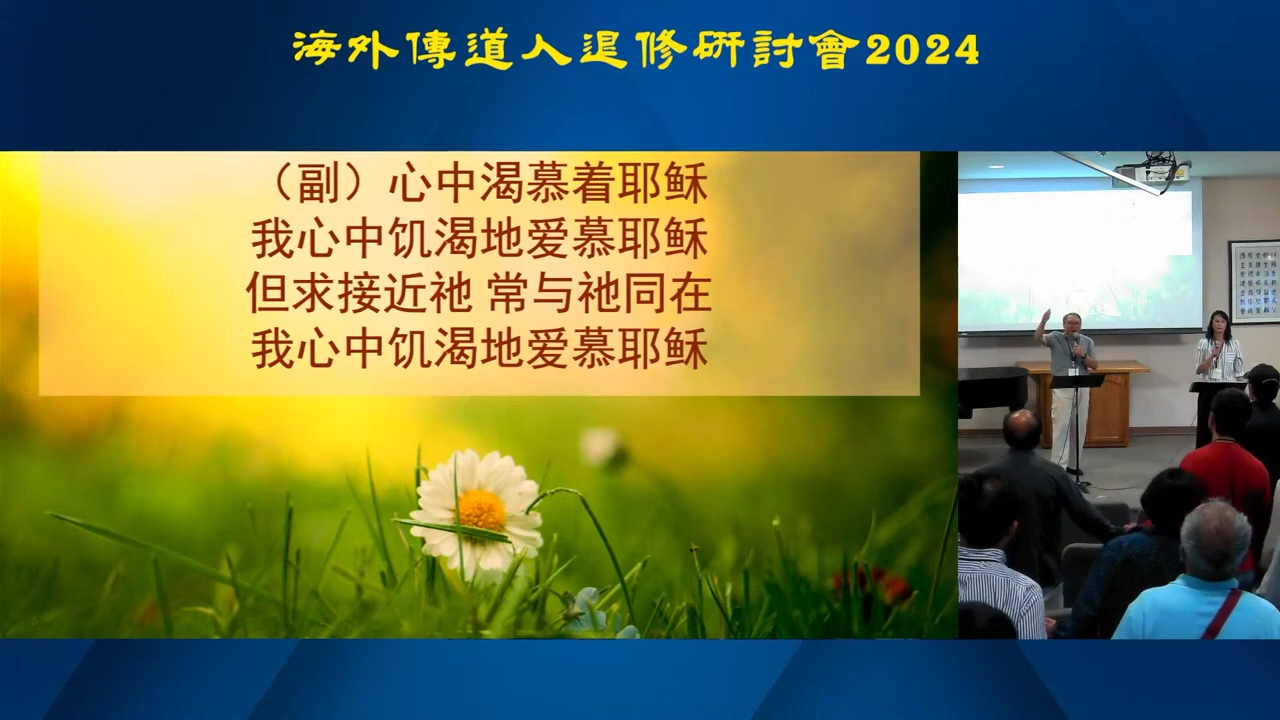 海外傳道人退修研討會2024
（副）心中渴慕着耶稣
我心中饥渴地爱慕耶稣
但求接近祂 常与祂同在
我心中饥渴地爱慕耶稣